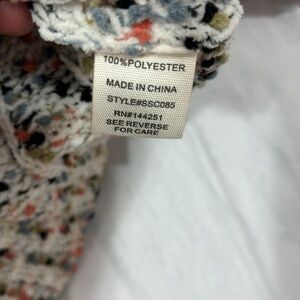 100%POLYESTER
MADE IN CHINA
STYLE#SSC085
RN#144251
SEE REVERSE
FOR CARE